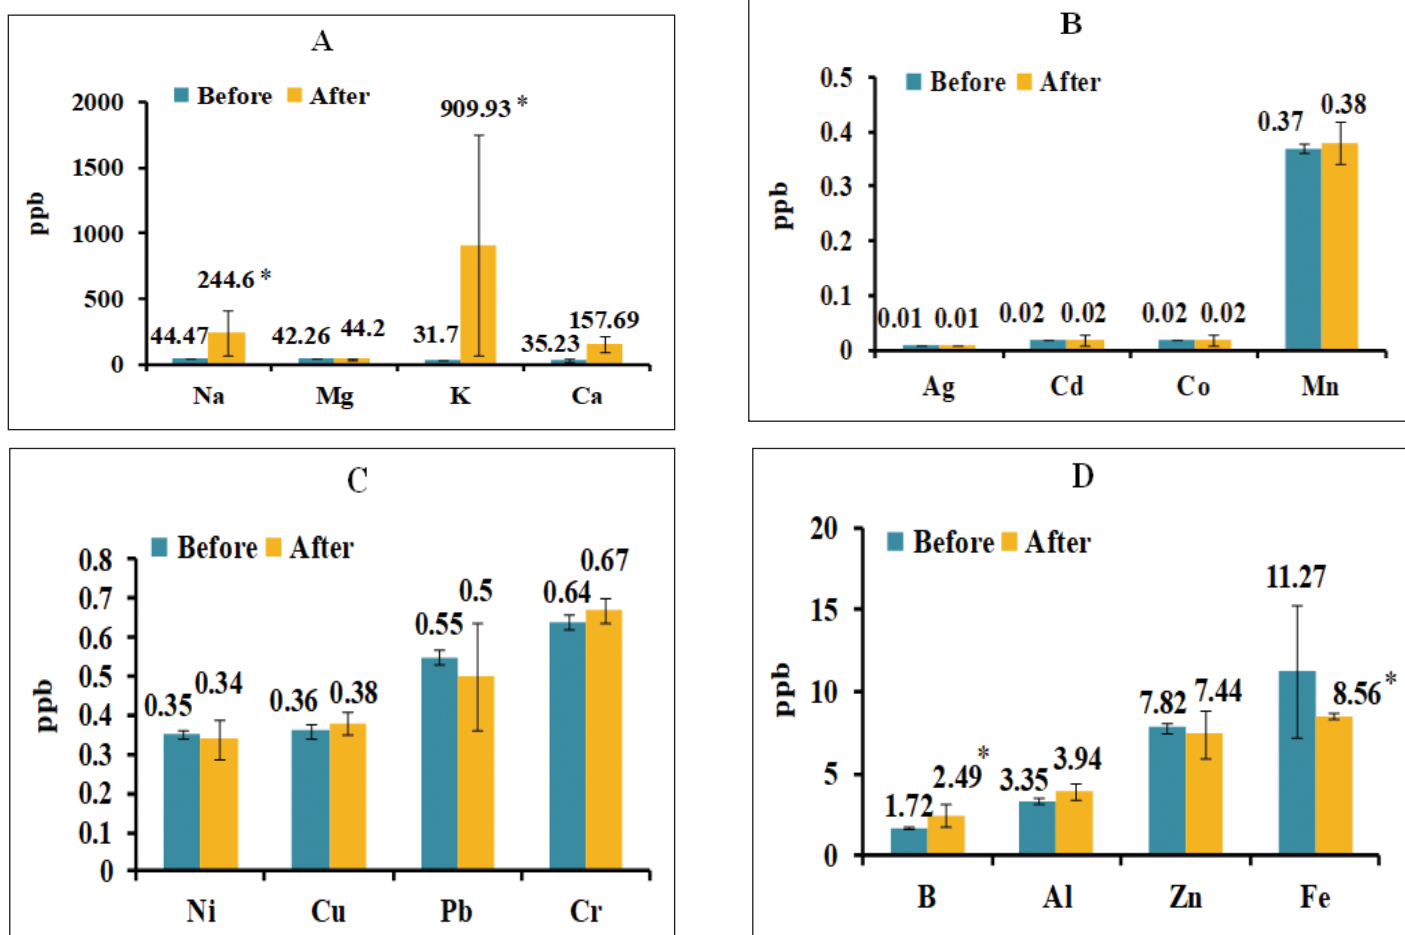 A
Before After
2000
1500
1000
500
0
ppb
909.93 *
244.6 *
44.47 42.26 44.2 31.7 35.23 157.69
Na Mg K Ca
B
Before After
0.5
0.4
0.3
0.2
0.1
0
ppb
0.37 0.38
0.01 0.01 0.02 0.02 0.02 0.02
Ag Cd Co Mn
C
Before After
0.8
0.7
0.6
0.5
0.4
0.3
0.2
0.1
0
ppb
0.35 0.34 0.36 0.38 0.55 0.5 0.64 0.67
Ni Cu Pb Cr
D
Before After
20
15
10
5
0
ppb
1.72 2.49 * 3.35 3.94 7.82 7.44 11.27 8.56 *
B Al Zn Fe